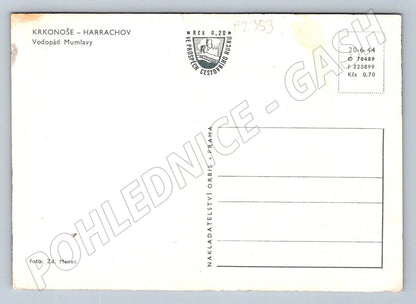 KRKONOŠE – HARRACHOV
Vodopád Mumlavy
Kčs 0,20
VE PROSPĚCH CESTOVNÍHO RUCHU
P2353
20-6-44
O 78489
F 223899
Kčs 0,70
NAKLADATELSTVÍ ORBIS • PRAHA
Foto: Zd. Menec
POHLEDNICE - GASH